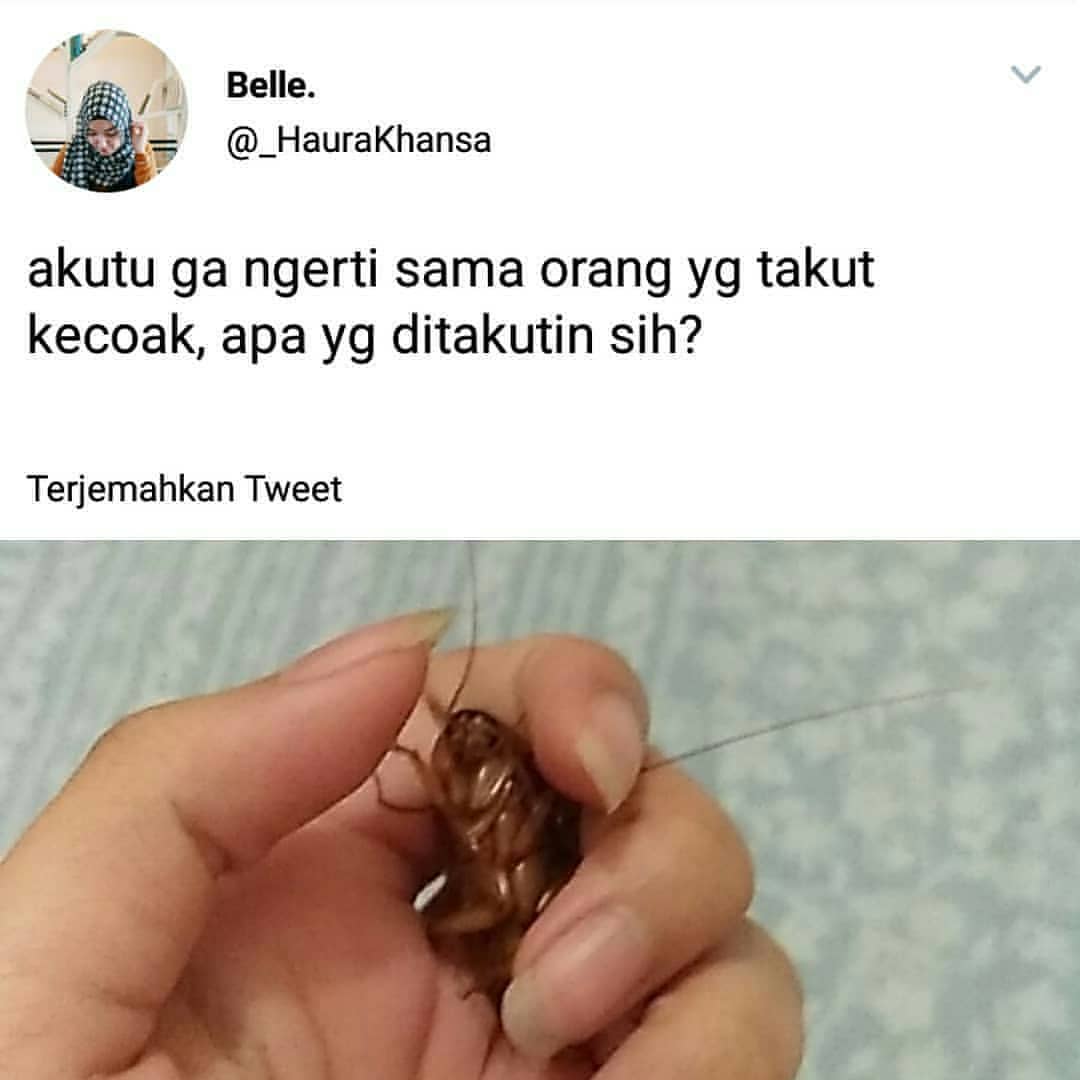 Belle.
@_HauraKhansa
akutu ga ngerti sama orang yg takut
kecoak, apa yg ditakutin sih?
Terjemahkan Tweet